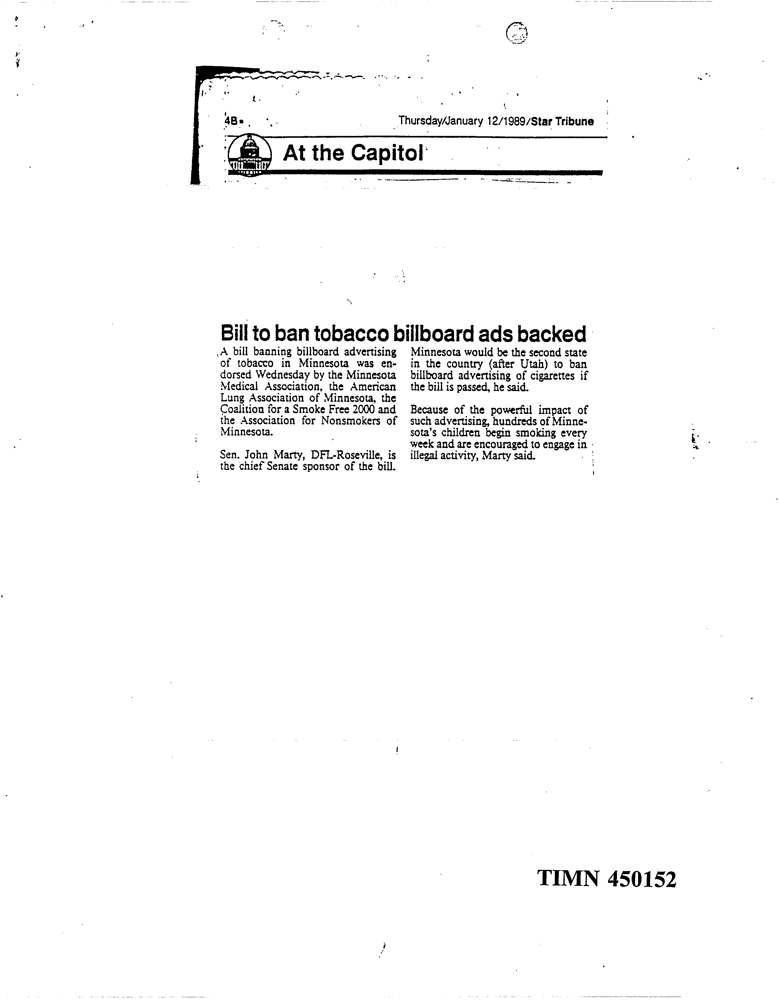 4B
Thursday/January 12/1989/Star Tribune
At the Capitol
Bill to ban tobacco billboard ads backed
A bill banning billboard advertising
of tobacco in Minnesota was en-
dorsed Wednesday by the Minnesota
Medical Association, the American
Lung Association of Minnesota, the
Coalition for a Smoke Free 2000 and
the Association for Nonsmokers of
Minnesota.
Sen. John Marty, DFL-Roseville, is
the chief Senate sponsor of the bill.
Minnesota would be the second state
in the country (after Utah) to ban
billboard advertising of cigarettes if
the bill is passed, he said.
Because of the powerful impact of
such advertising, hundreds of Minne-
sota's children begin smoking every
week and are encouraged to engage in
illegal activity, Marty said.
TIMN 450152